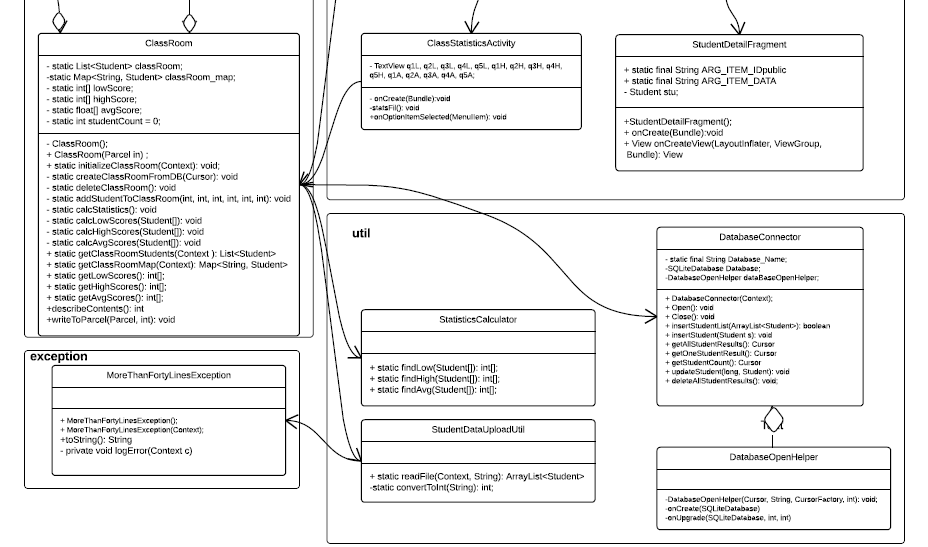 ClassRoom
- static List<Student> classRoom;
-static Map<String, Student> classRoom_map;
- static int[] lowScore;
- static int[] highScore;
- static float[] avgScore;
- static int studentCount = 0;
- ClassRoom();
+ ClassRoom(Parcel in) ;
+ static initializeClassRoom(Context): void;
- static createClassRoomFromDB(Cursor): void
- static deleteClassRoom(): void
- static addStudentToClassRoom(int, int, int, int, int, int): void
- static calcStatistics(): void
- static calcLowScores(Student[]): void
- static calcHighScores(Student[]): void
- static calcAvgScores(Student[]): void
+ static getClassRoomStudents(Context ): List<Student>
+ static getClassRoomMap(Context): Map<String, Student>
+ static getLowScores(): int[];
+ static getHighScores(): int[];
+ static getAvgScores(): int[];
+describeContents(): int
+writeToParcel(Parcel, int): void
ClassStatisticsActivity
- TextView q1L, q2L, q3L, q4L, q5L, q1H, q2H, q3H, q4H,
q5H, q1A, q2A, q3A, q4A, q5A;
- onCreate(Bundle):void
-statsFil(): void
+onOptionItemSelected(MenuIiem): void
StudentDetailFragment
+ static final String ARG_ITEM_IDpublic
+ static final String ARG_ITEM_DATA
- Student stu;
+StudentDetailFragment();
+ onCreate(Bundle):void
+ View onCreateView(LayoutInflater, ViewGroup,
Bundle): View
util
DatabaseConnector
- static final String Database_Name;
-SQLiteDatabase Database;
-DatabaseOpenHelper dataBaseOpenHelper;
+ DatabaseConnector(Context);
+ Open(): void
+ Close(): void
+ insertStudentList(ArrayList<Student>): boolean
+ insertStudent(Student s): void
+ getAllStudentResults(): Cursor
+ getOneStudentResult(): Cursor
+ getStudentCount(): Cursor
+ updateStudent(long, Student): void
+ deleteAllStudentResults(): void;
StatisticsCalculator
+ static findLow(Student[]): int[];
+ static findHigh(Student[]): int[];
+ static findAvg(Student[]): int[];
exception
MoreThanFortyLinesException
+ MoreThanFortyLinesException();
+ MoreThanFortyLinesException(Context);
+toString(): String
- private void logError(Context c)
StudentDataUploadUtil
+ static readFile(Context, String): ArrayList<Student>
-static convertToInt(String): int;
DatabaseOpenHelper
-DatabaseOpenHelper(Cursor, String, CursorFactory, int): void;
-onCreate(SQLiteDatabase)
-onUpgrade(SQLiteDatabase, int, int)